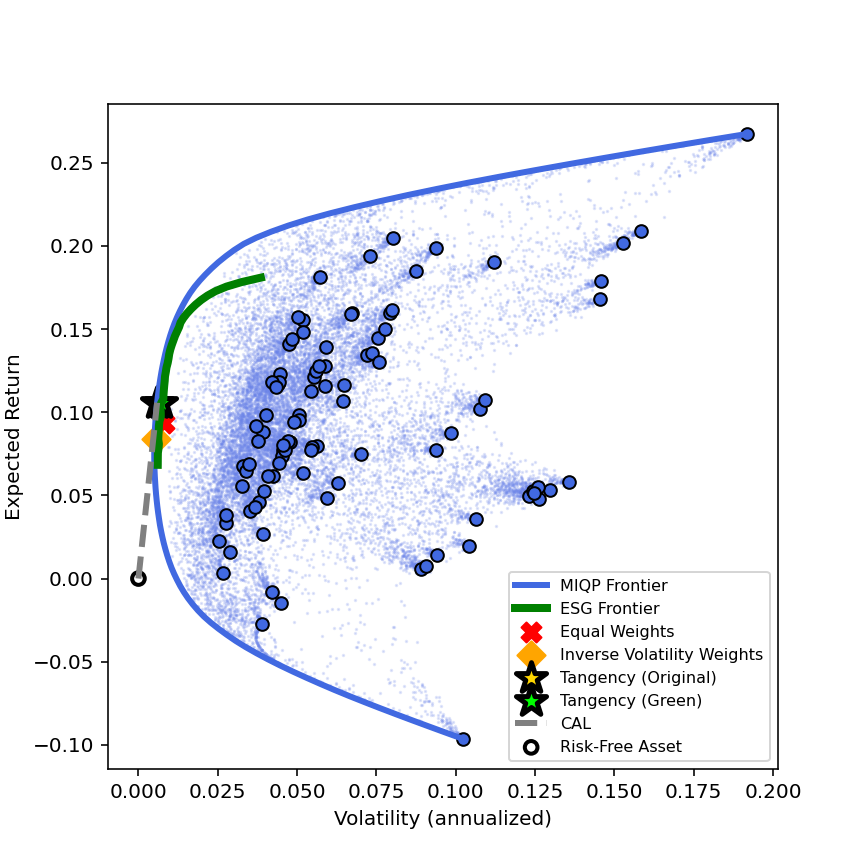 0.25
0.20
0.15
0.10
0.05
0.00
−0.05
−0.10
Expected Return
0.000 0.025 0.050 0.075 0.100 0.125 0.150 0.175 0.200
Volatility (annualized)
MIQP Frontier
ESG Frontier
Equal Weights
Inverse Volatility Weights
Tangency (Original)
Tangency (Green)
CAL
Risk-Free Asset